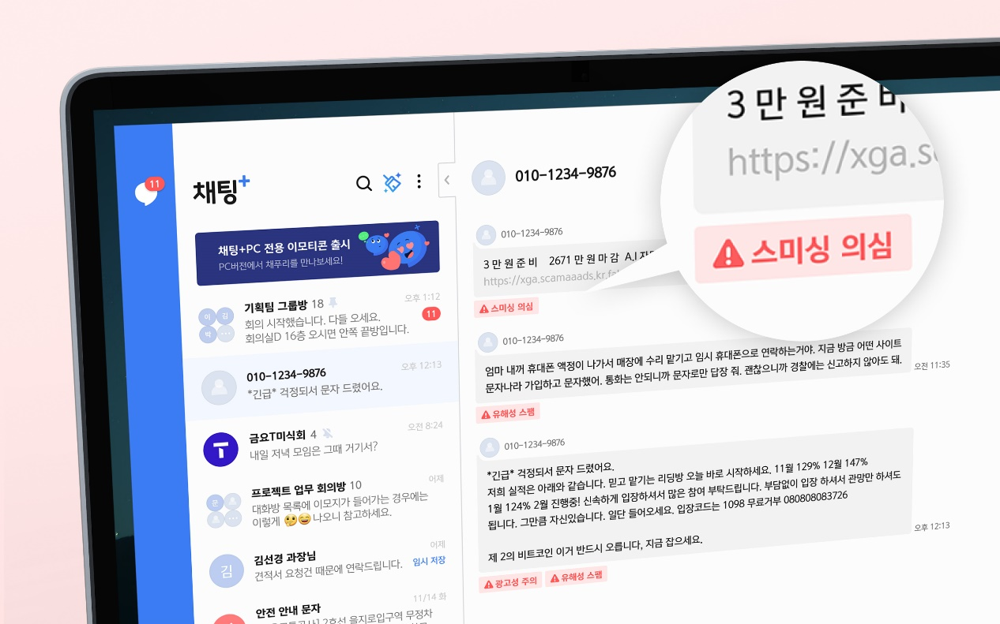 11
채팅+
채팅+PC 전용 이모티콘 출시
PC버전에서 채푸리를 만나보세요!
이 김
박 ...
기획팀 그룹방 18
오후 1:12
회의 시작했습니다. 다들 오세요.
회의실D 16층 오시면 안쪽 끝방입니다.
11
010-1234-9876
오후 12:13
*긴급* 걱정되서 문자 드렸어요.
금요T미식회 4
오전 8:24
내일 저녁 모임은 그때 거기서?
문
...
프로젝트 업무 회의방 10
어제
대화방 목록에 이모지가 들어가는 경우에는
이렇게 🤔😄 나오니 참고하세요.
김
김선경 과장님
어제
견적서 요청건 때문에 연락드립니다.
임시 저장
안전 안내 문자
11/14 화
2호선 을지로입구역 무정차
010-1234-9876
010-1234-9876
3 만 원 준 비 2671 만 원 마 감 A.I
https://xga.scamaaads.kr.fa
스미싱 의심
3 만 원 준 비
https://xga.sc
스미싱 의심
010-1234-9876
엄마 내꺼 휴대폰 액정이 나가서 매장에 수리 맡기고 임시 휴대폰으로 연락하는거야. 지금 방금 어떤 사이트
문자나라 가입하고 문자했어. 통화는 안되니까 문자로만 답장 줘. 괜찮으니까 경찰에는 신고하지 않아도 돼.
오전 11:35
유해성 스팸
010-1234-9876
*긴급* 걱정되서 문자 드렸어요.
저희 실적은 아래와 같습니다. 믿고 맡기는 리딩방 오늘 바로 시작하세요. 11월 129% 12월 147%
1월 124% 2월 진행중! 신속하게 입장하셔서 많은 참여 부탁드립니다. 부담없이 입장 하셔서 관망만 하셔도
됩니다. 그만큼 자신있습니다. 일단 들어오세요. 입장코드는 1098 무료거부 080808083726
제 2의 비트코인 이거 반드시 오릅니다, 지금 잡으세요.
오후 12:13
광고성 주의
유해성 스팸